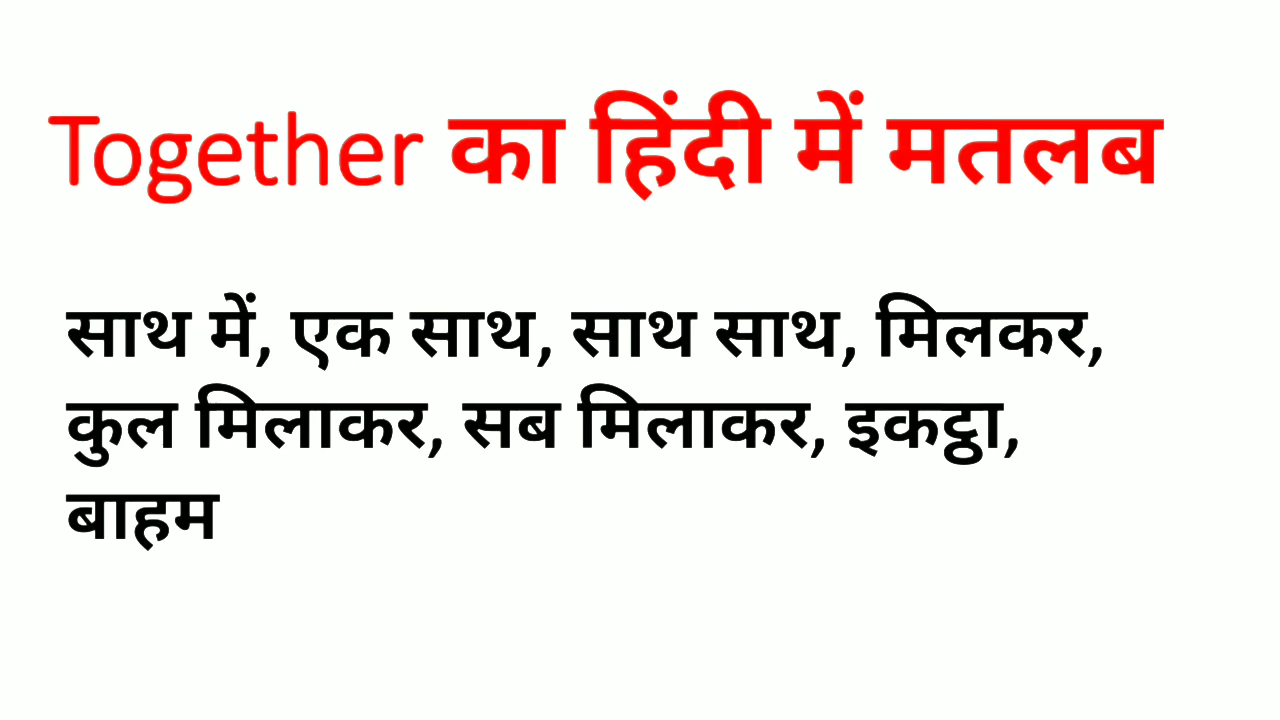 Together का हिंदी में मतलब
साथ में, एक साथ, साथ साथ, मिलकर,
कुल मिलाकर, सब मिलाकर, इकट्ठा,
बाहम